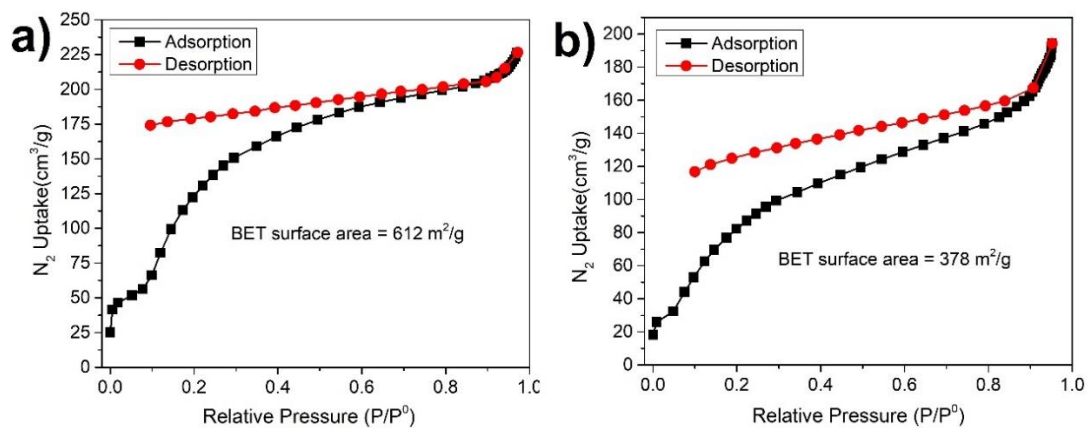 a)
Adsorption
Desorption
N₂ Uptake(cm³/g)
250
225
200
175
150
125
100
75
50
25
0
BET surface area = 612 m²/g
0.0 0.2 0.4 0.6 0.8 1.0
Relative Pressure (P/P⁰)
b)
Adsorption
Desorption
N₂ Uptake(cm³/g)
200
180
160
140
120
100
80
60
40
20
0
BET surface area = 378 m²/g
0.0 0.2 0.4 0.6 0.8 1.0
Relative Pressure (P/P⁰)